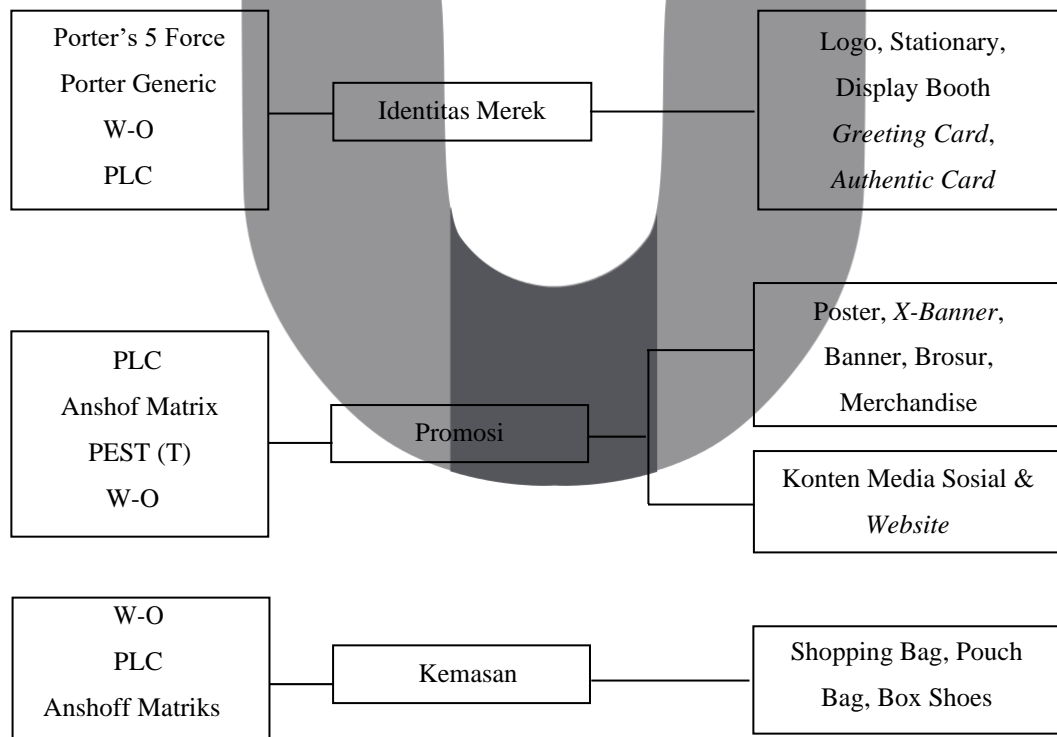 Porter’s 5 Force
Porter Generic
W-O
PLC
Identitas Merek
Logo, Stationary,
Display Booth
Greeting Card,
Authentic Card
PLC
Anshof Matrix
PEST (T)
W-O
Promosi
Poster, X-Banner,
Banner, Brosur,
Merchandise
Konten Media Sosial &
Website
W-O
PLC
Anshoff Matriks
Kemasan
Shopping Bag, Pouch
Bag, Box Shoes